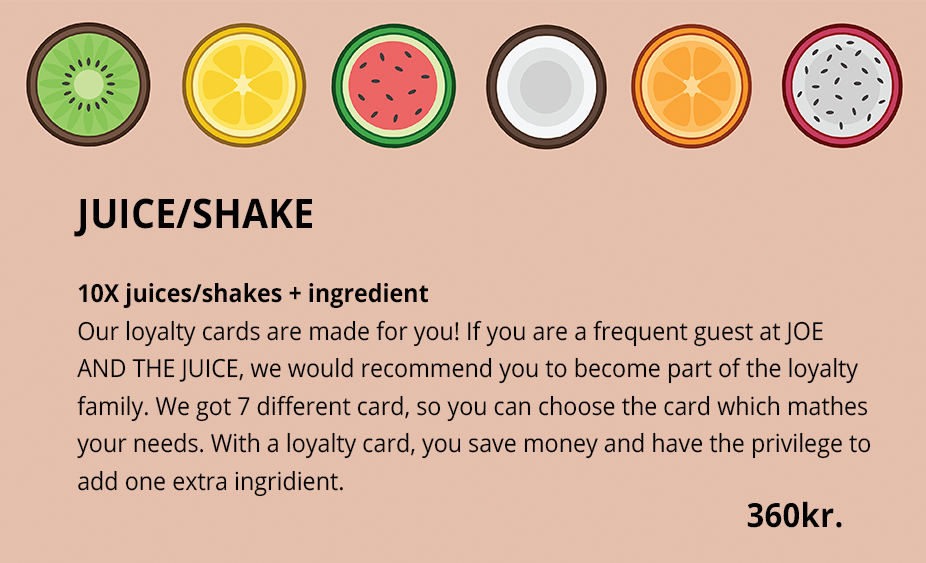 JUICE/SHAKE
10X juices/shakes + ingredient
Our loyalty cards are made for you! If you are a frequent guest at JOE
AND THE JUICE, we would recommend you to become part of the loyalty
family. We got 7 different card, so you can choose the card which mathes
your needs. With a loyalty card, you save money and have the privilege to
add one extra ingridient.
360kr.